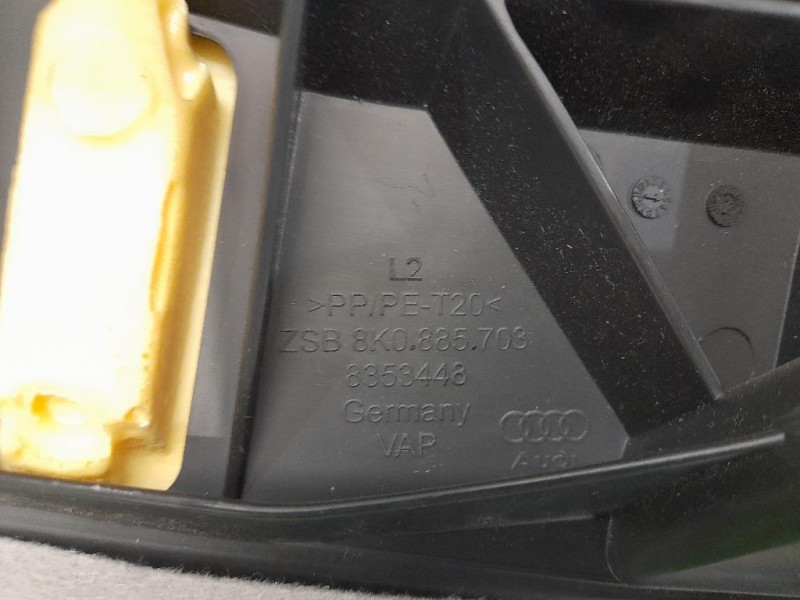 L2
>PP/PE-T20<
ZSB 8K0.885.703
8353448
Germany
VAP
Audi